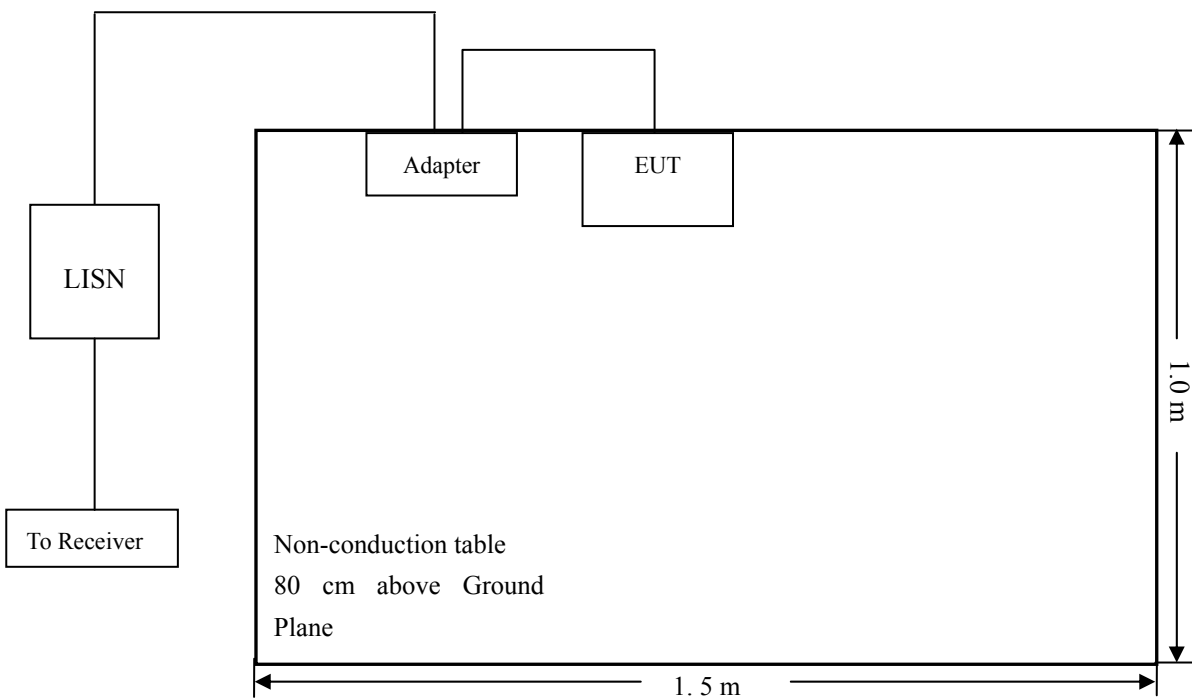 Adapter
EUT
LISN
1.0 m
To Receiver
Non-conduction table
80 cm above Ground
Plane
1. 5 m